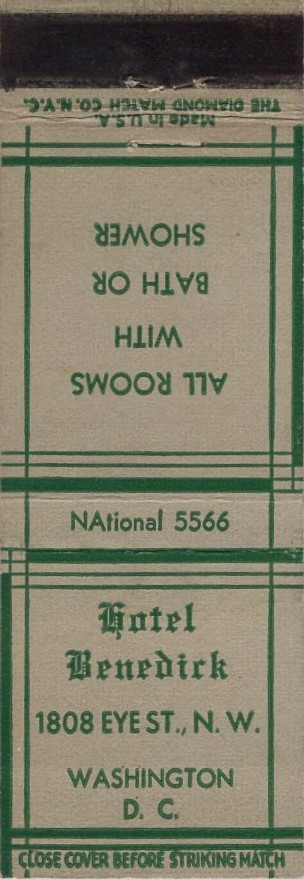 THE DIAMOND MATCH CO. N.Y.C.
Made in U.S.A.
ALL ROOMS
WITH
BATH OR
SHOWER
NAtional 5566
Hotel
Benedick
1808 EYE ST., N. W.
WASHINGTON
D. C.
CLOSE COVER BEFORE STRIKING MATCH